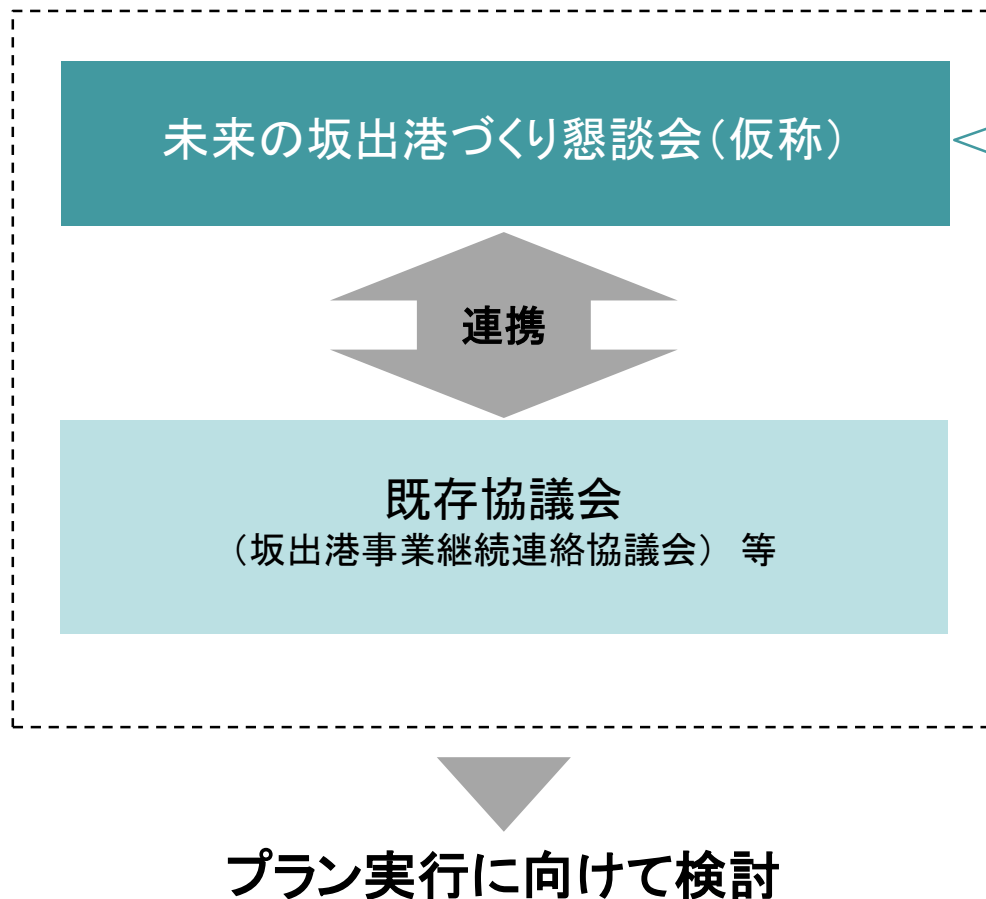 未来の坂出港づくり懇談会（仮称）
連携
既存協議会
（坂出港事業継続連絡協議会） 等
プラン実行に向けて検討